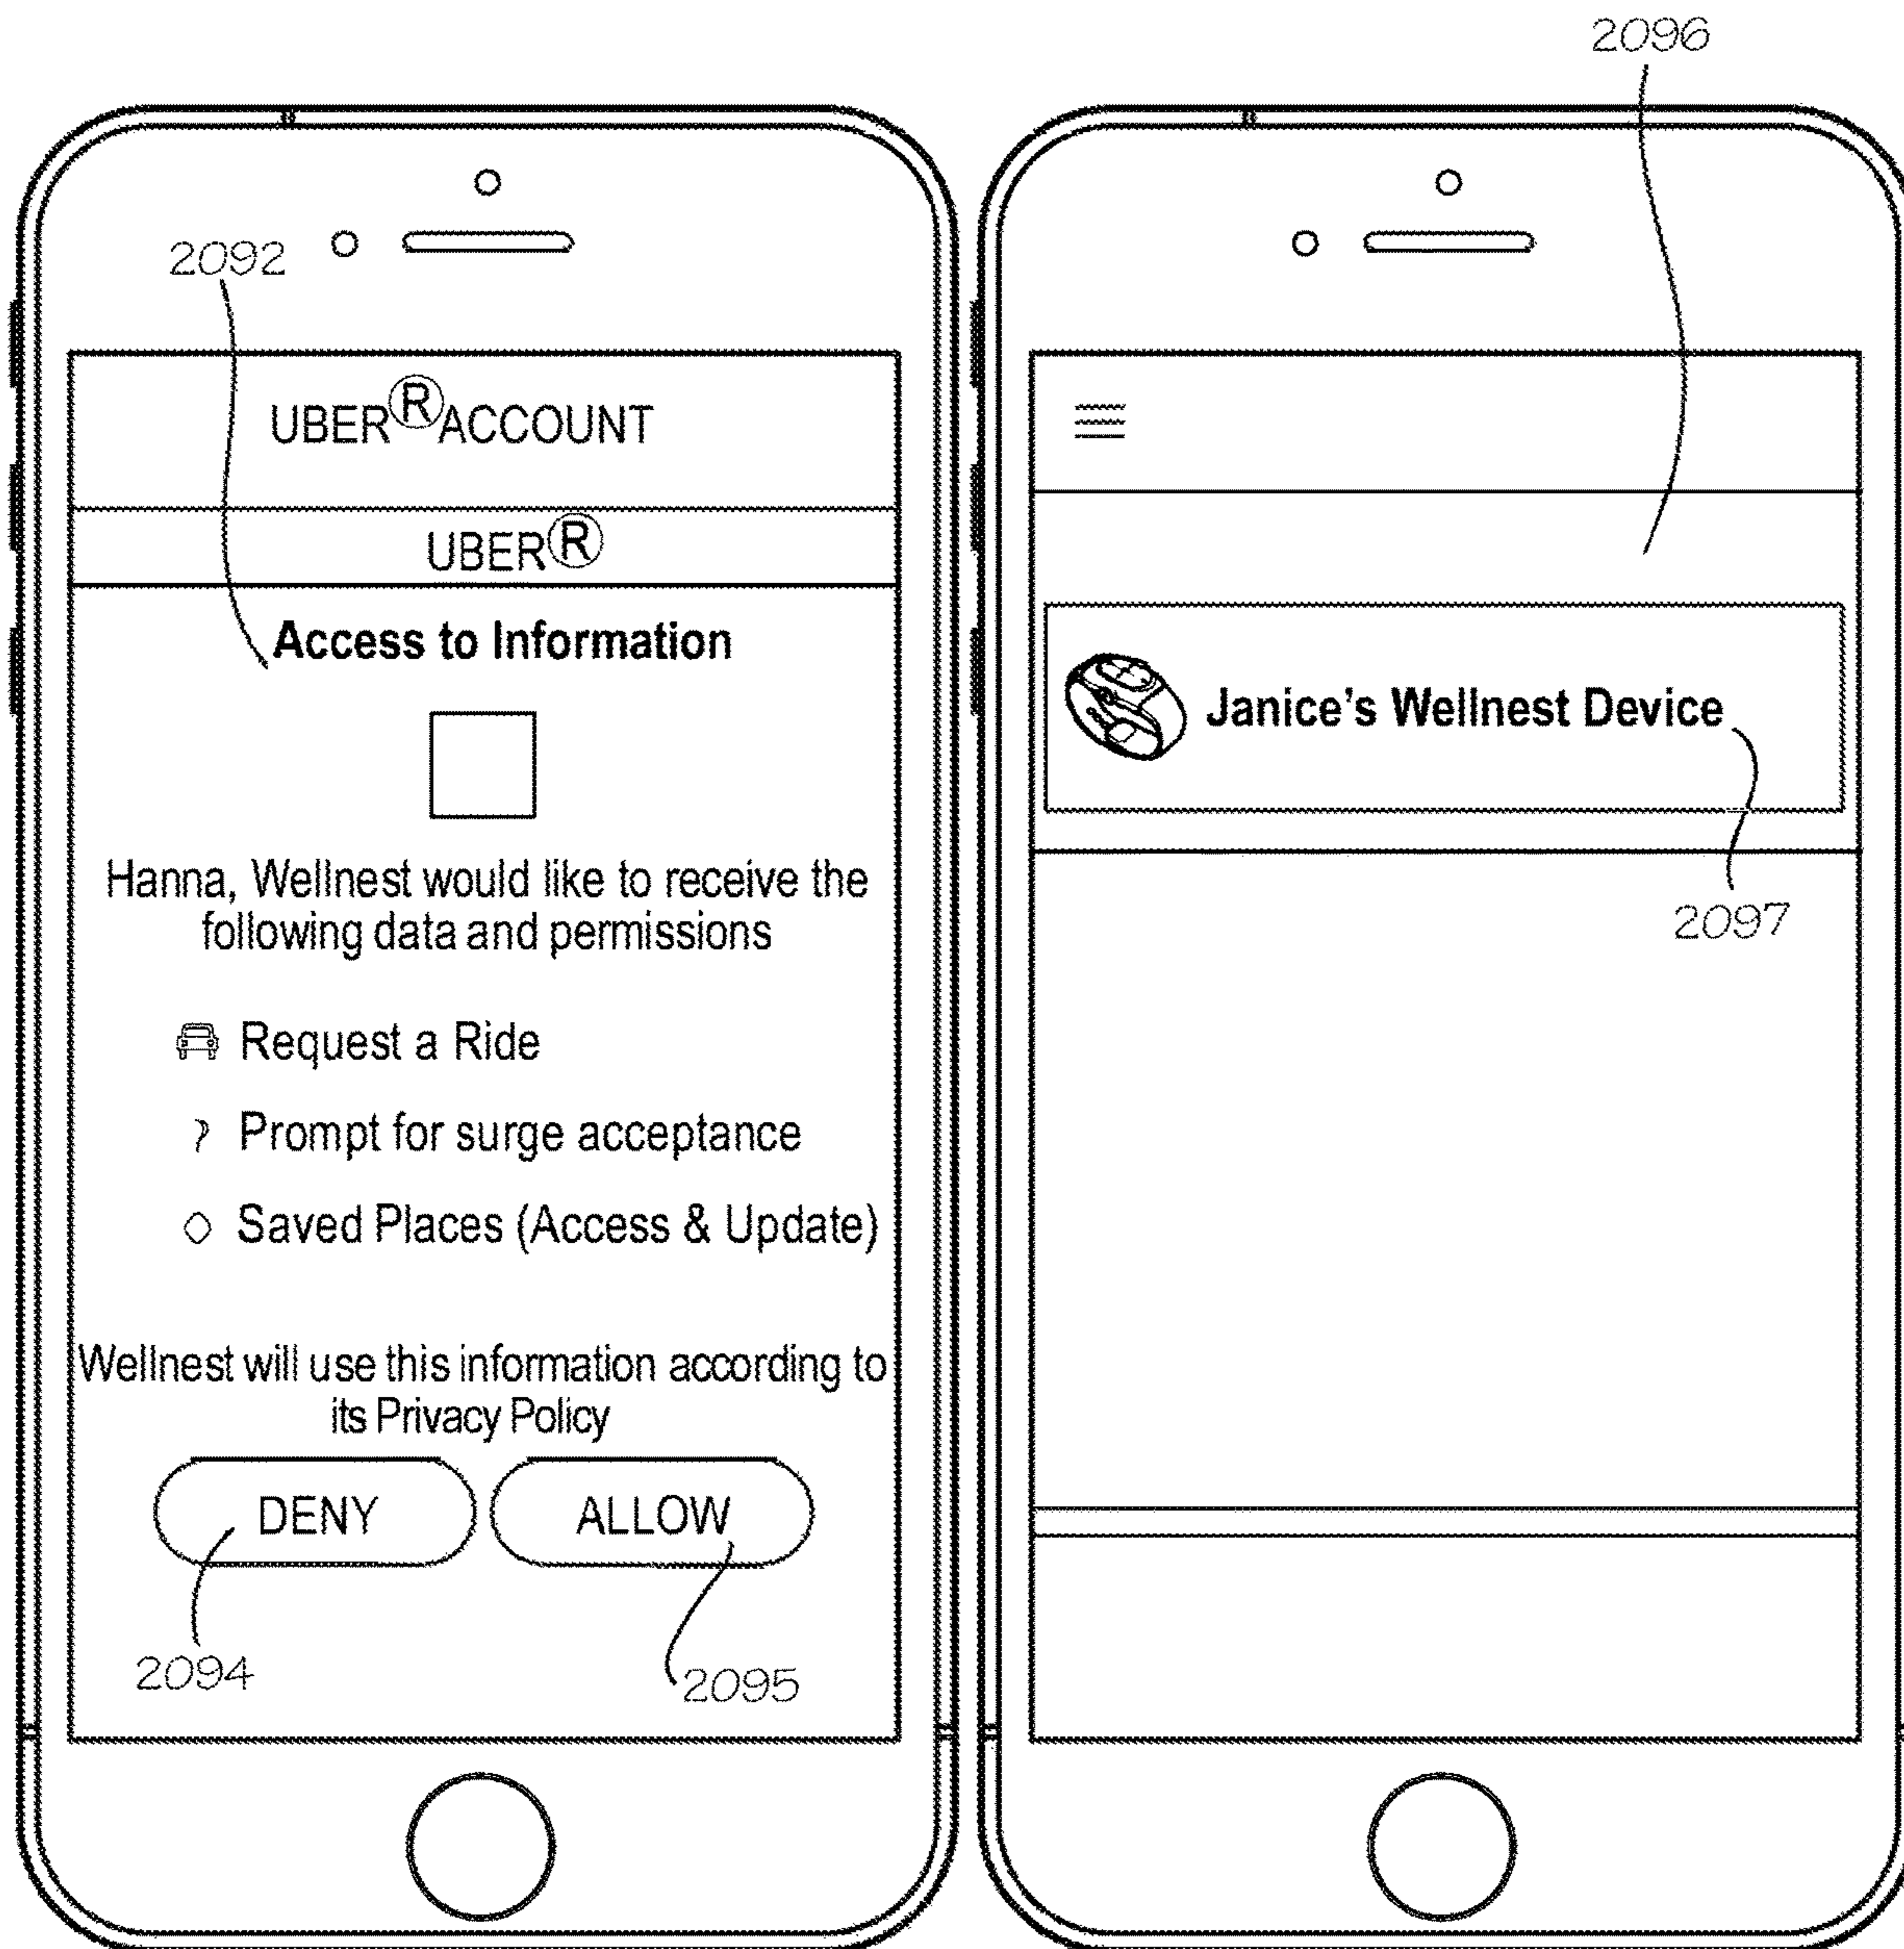 2096
2092
UBER® ACCOUNT
UBER®
Access to Information
Hanna, Wellnest would like to receive the
following data and permissions
Request a Ride
Prompt for surge acceptance
Saved Places (Access & Update)
Wellnest will use this information according to
its Privacy Policy
DENY
ALLOW
2094
2095
Janice's Wellnest Device
2097